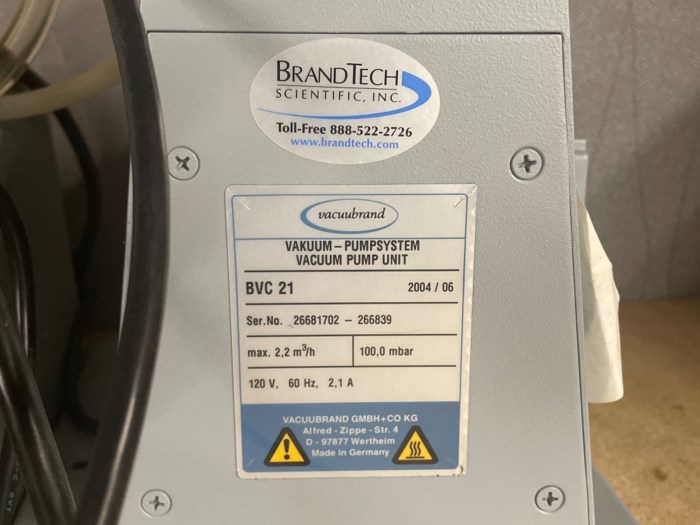 BRANDTECH
SCIENTIFIC, INC.
Toll-Free 888-522-2726
www.brandtech.com
vacuubrand
VAKUUM – PUMPSYSTEM
VACUUM PUMP UNIT
BVC 21 2004 / 06
Ser.No. 26681702 – 266839
max. 2,2 m³/h 100,0 mbar
120 V, 60 Hz, 2,1 A
VACUUBRAND GMBH+CO KG
Alfred - Zippe - Str. 4
D - 97877 Wertheim
Made in Germany